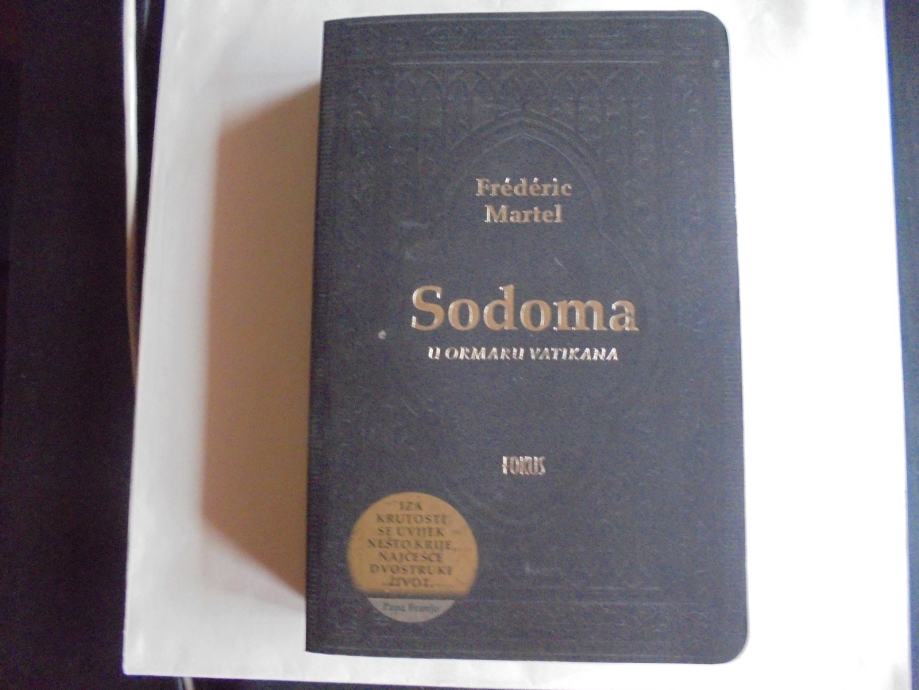 Frédéric
Martel
Sodoma
U ORMARU VATIKANA
FOKUS
IZA
KRUTOSTI
SE UVIJEK
NEŠTO KRIJE,
NAJČEŠĆE
DVOSTRUKI
ŽIVOT.
Papa Franjo